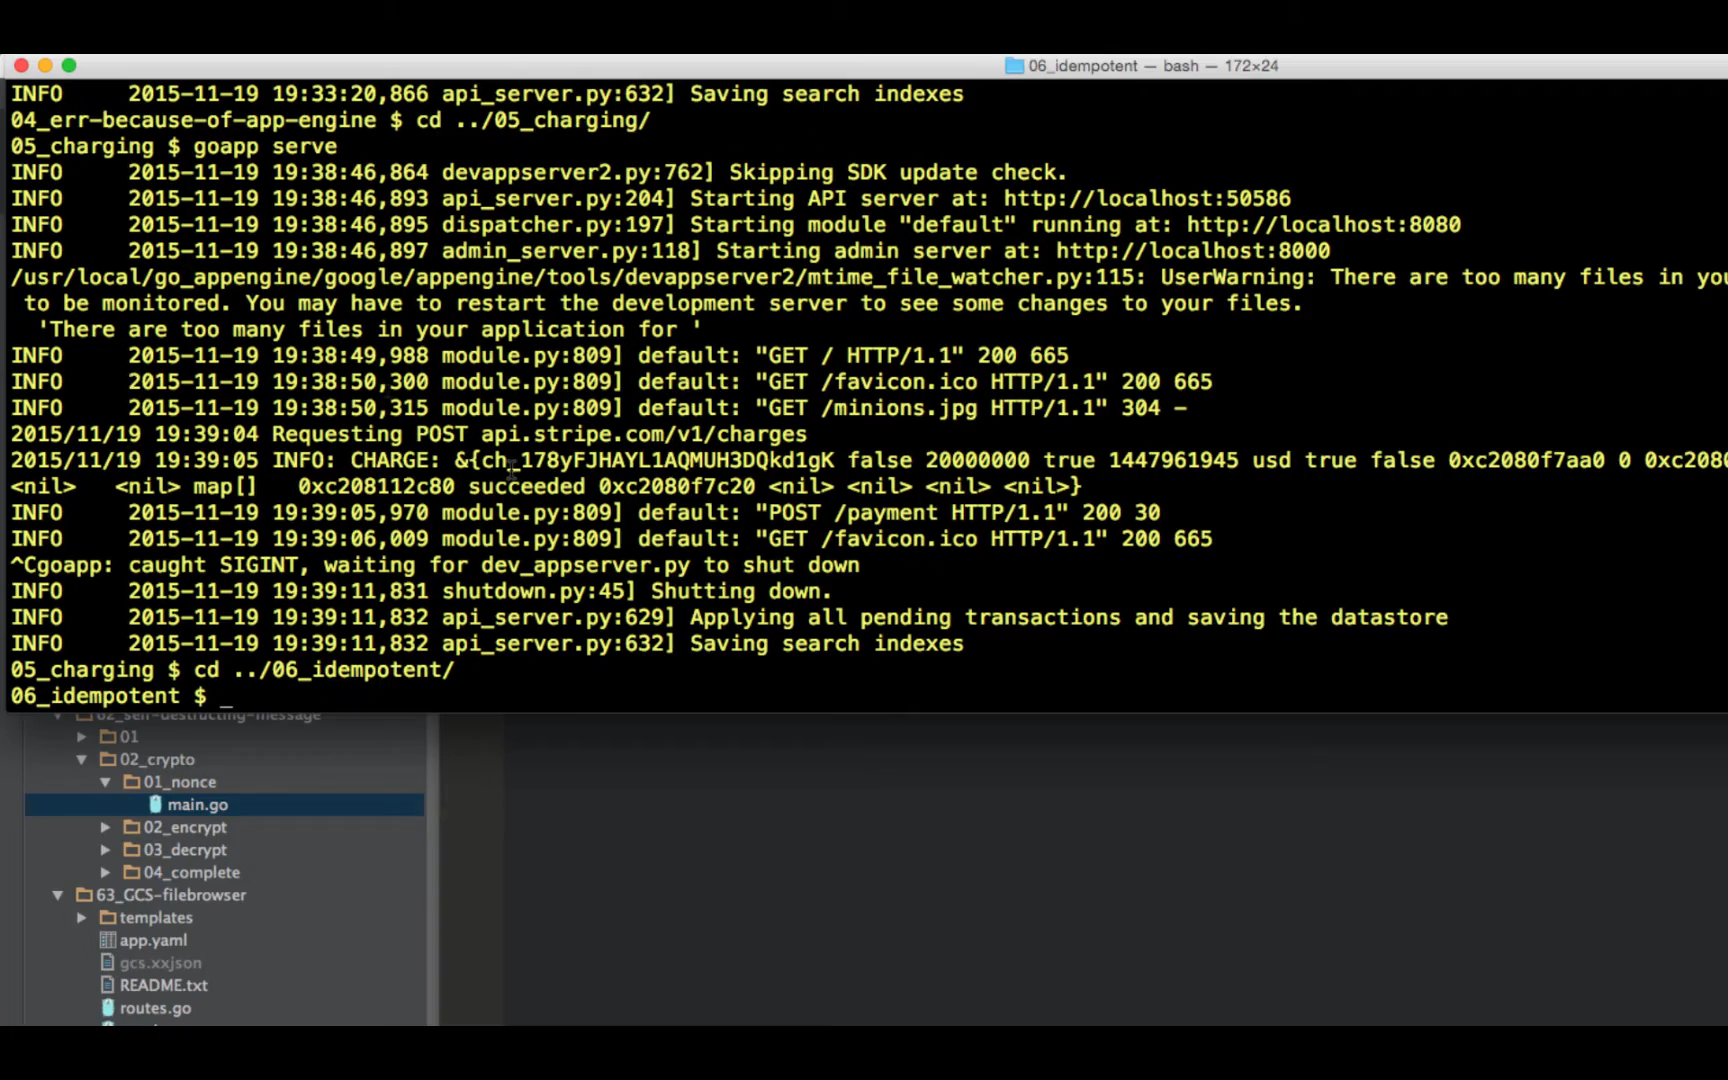 06_idempotent — bash — 172×24
INFO     2015-11-19 19:33:20,866 api_server.py:632] Saving search indexes
04_err-because-of-app-engine $ cd ../05_charging/
05_charging $ goapp serve
INFO     2015-11-19 19:38:46,864 devappserver2.py:762] Skipping SDK update check.
INFO     2015-11-19 19:38:46,893 api_server.py:204] Starting API server at: http://localhost:50586
INFO     2015-11-19 19:38:46,895 dispatcher.py:197] Starting module "default" running at: http://localhost:8080
INFO     2015-11-19 19:38:46,897 admin_server.py:118] Starting admin server at: http://localhost:8000
/usr/local/go_appengine/google/appengine/tools/devappserver2/mtime_file_watcher.py:115: UserWarning: There are too many files in you
to be monitored. You may have to restart the development server to see some changes to your files.
'There are too many files in your application for '
INFO     2015-11-19 19:38:49,988 module.py:809] default: "GET / HTTP/1.1" 200 665
INFO     2015-11-19 19:38:50,300 module.py:809] default: "GET /favicon.ico HTTP/1.1" 200 665
INFO     2015-11-19 19:38:50,315 module.py:809] default: "GET /minions.jpg HTTP/1.1" 304 -
2015/11/19 19:39:04 Requesting POST api.stripe.com/v1/charges
2015/11/19 19:39:05 INFO: CHARGE: &{ch_178yFJHAYL1AQMUH3DQkd1gK false 20000000 true 1447961945 usd true false 0xc2080f7aa0 0 0xc2080
<nil>   <nil> map[]   0xc208112c80 succeeded 0xc2080f7c20 <nil> <nil> <nil> <nil>}
INFO     2015-11-19 19:39:05,970 module.py:809] default: "POST /payment HTTP/1.1" 200 30
INFO     2015-11-19 19:39:06,009 module.py:809] default: "GET /favicon.ico HTTP/1.1" 200 665
^Cgoapp: caught SIGINT, waiting for dev_appserver.py to shut down
INFO     2015-11-19 19:39:11,831 shutdown.py:45] Shutting down.
INFO     2015-11-19 19:39:11,832 api_server.py:629] Applying all pending transactions and saving the datastore
INFO     2015-11-19 19:39:11,832 api_server.py:632] Saving search indexes
05_charging $ cd ../06_idempotent/
06_idempotent $ _
62_self-destructing-message
01
02_crypto
01_nonce
main.go
02_encrypt
03_decrypt
04_complete
63_GCS-filebrowser
templates
app.yaml
gcs.xxjson
README.txt
routes.go